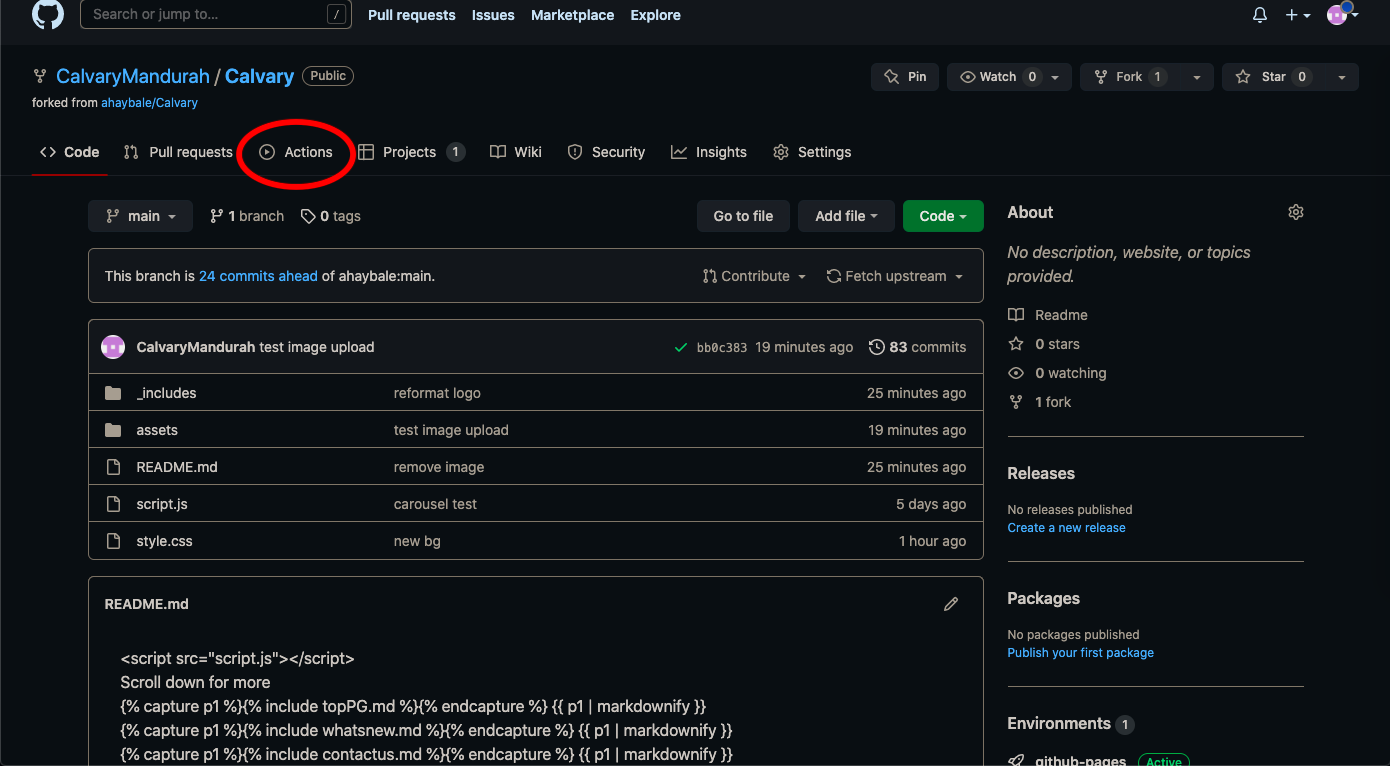 Search or jump to... /
Pull requests Issues Marketplace Explore
CalvaryMandurah / Calvary Public
forked from ahaybale/Calvary
Pin Watch 0 Fork 1 Star 0
Code Pull requests Actions Projects 1 Wiki Security Insights Settings
main 1 branch 0 tags Go to file Add file Code
This branch is 24 commits ahead of ahaybale:main. Contribute Fetch upstream
CalvaryMandurah test image upload bb0c383 19 minutes ago 83 commits
_includes reformat logo 25 minutes ago
assets test image upload 19 minutes ago
README.md remove image 25 minutes ago
script.js carousel test 5 days ago
style.css new bg 1 hour ago
README.md
<script src="script.js"></script>
Scroll down for more
{% capture p1 %}{% include topPG.md %}{% endcapture %} {{ p1 | markdownify }}
{% capture p1 %}{% include whatsnew.md %}{% endcapture %} {{ p1 | markdownify }}
{% capture p1 %}{% include contactus.md %}{% endcapture %} {{ p1 | markdownify }}
About
No description, website, or topics
provided.
Readme
0 stars
0 watching
1 fork
Releases
No releases published
Create a new release
Packages
No packages published
Publish your first package
Environments 1
github-pages Active